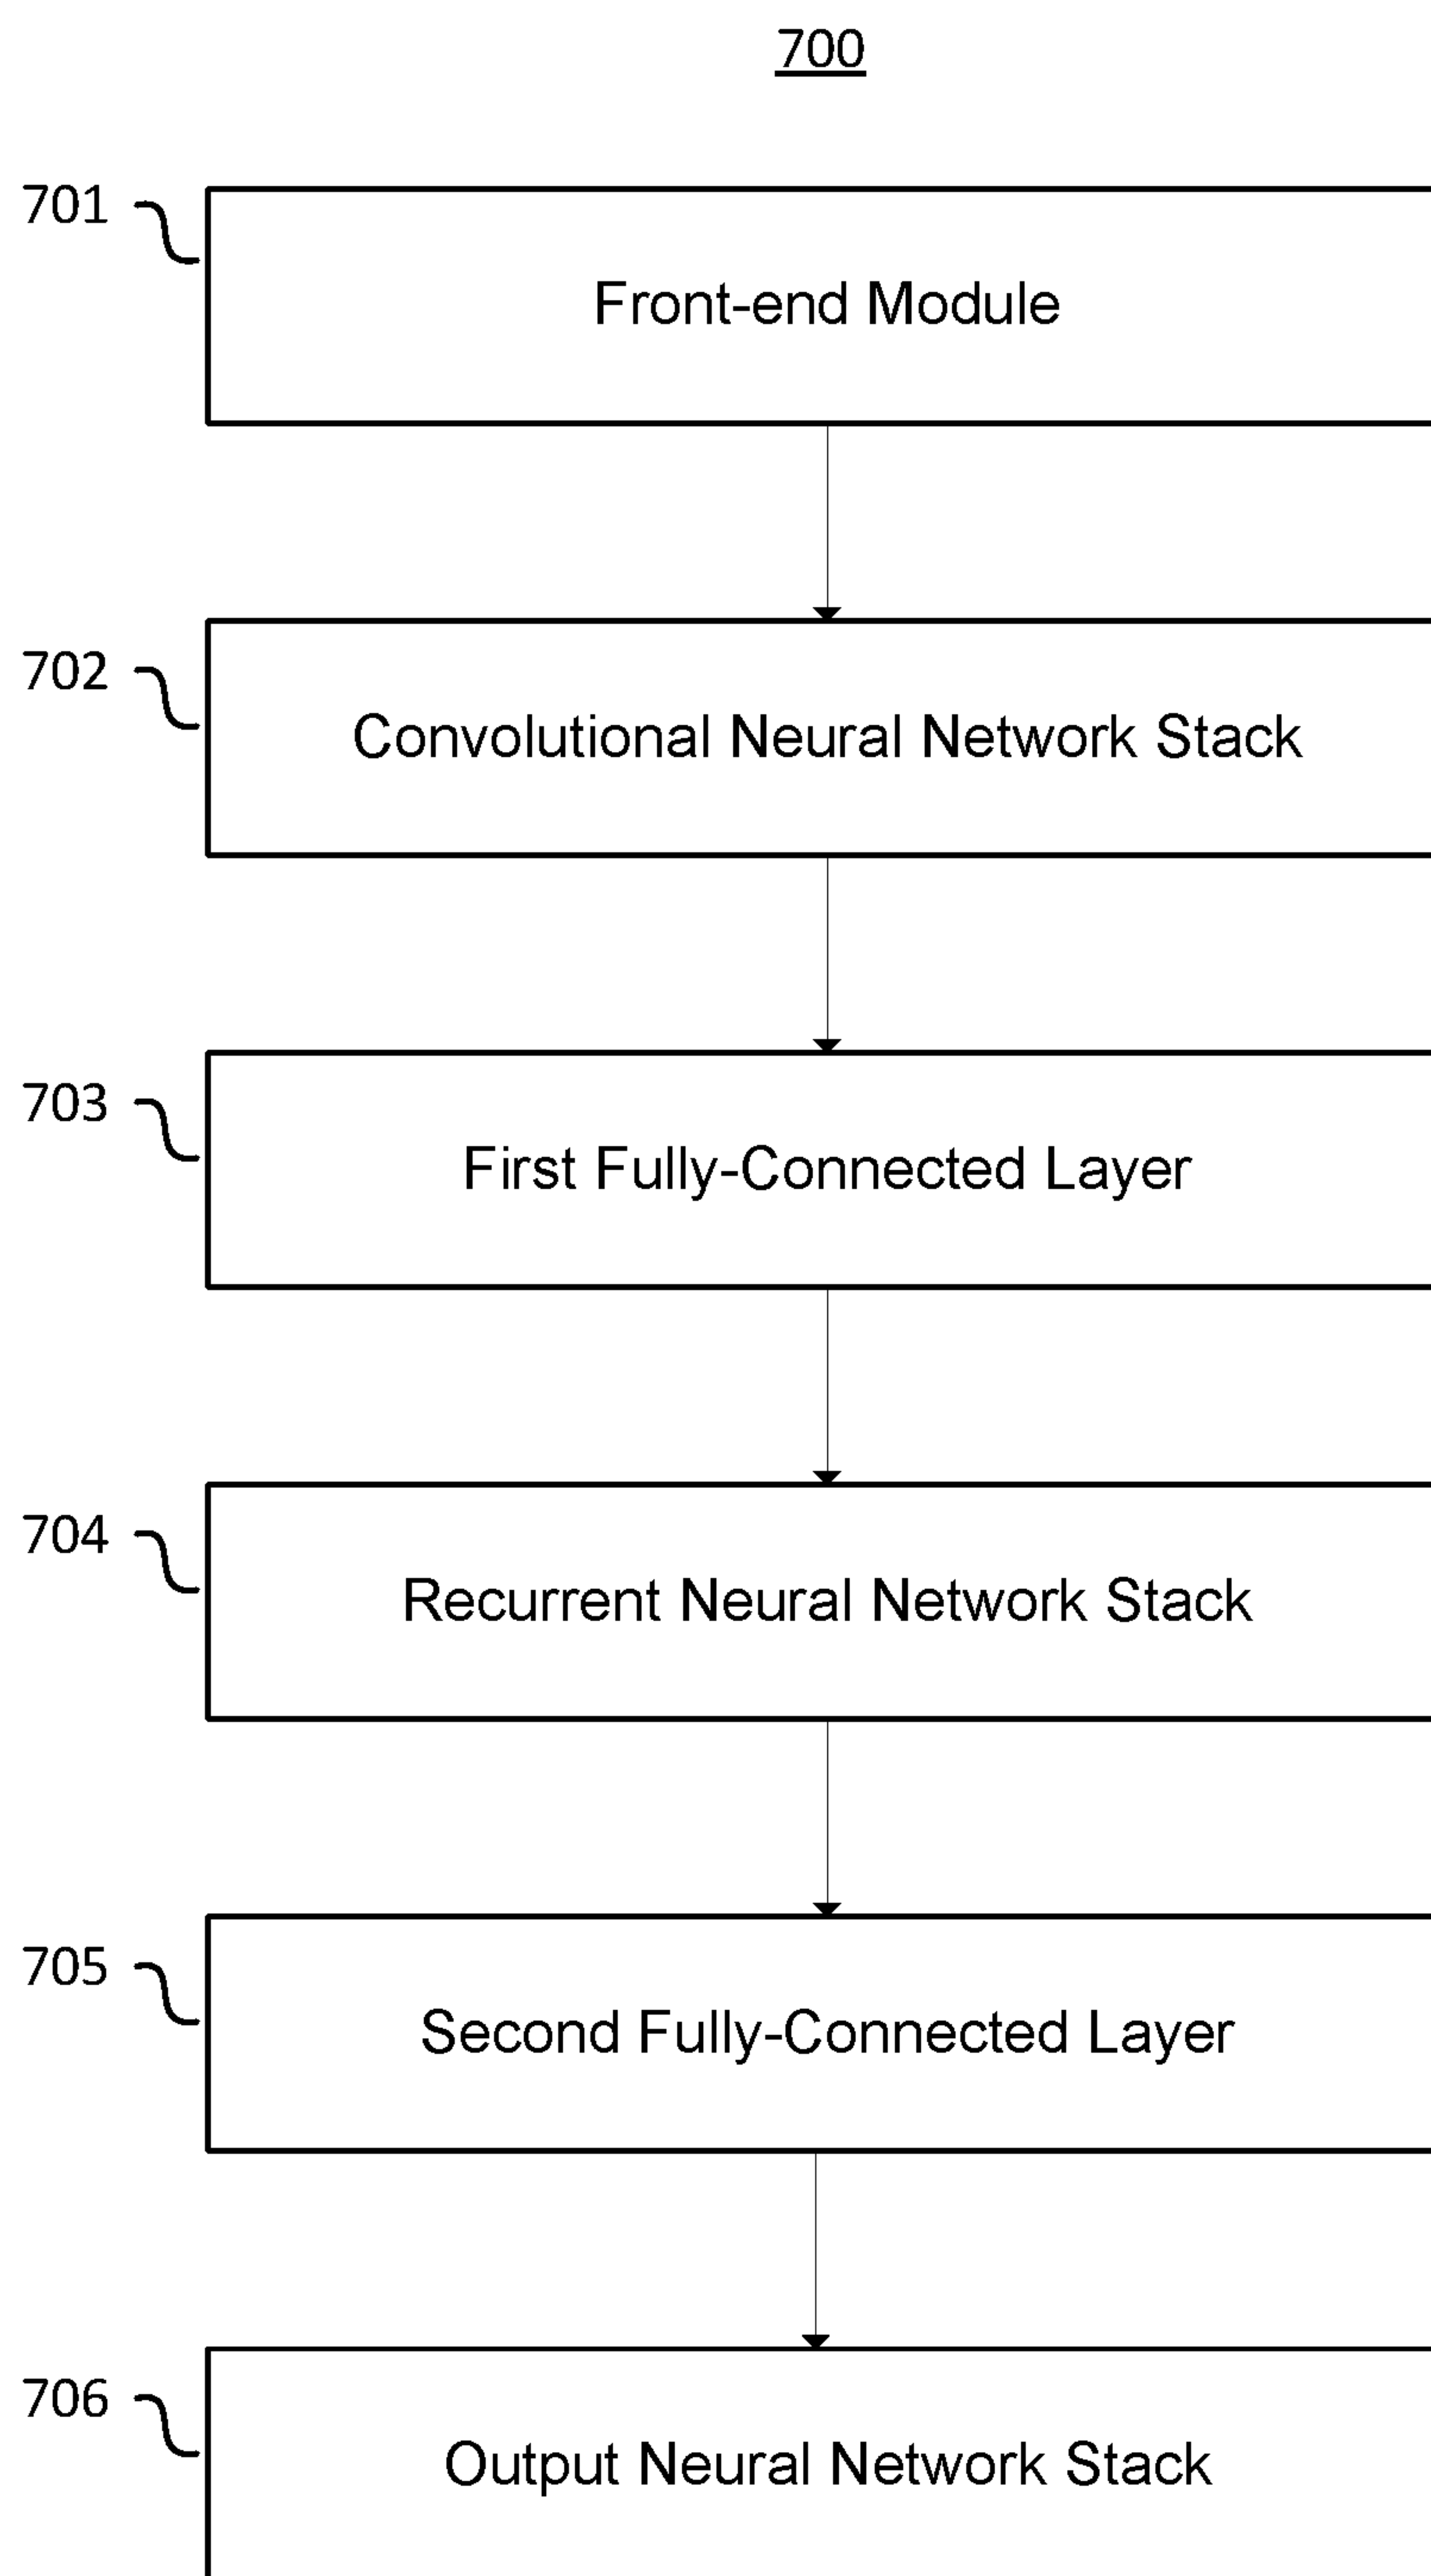 700
701
Front-end Module
702
Convolutional Neural Network Stack
703
First Fully-Connected Layer
704
Recurrent Neural Network Stack
705
Second Fully-Connected Layer
706
Output Neural Network Stack